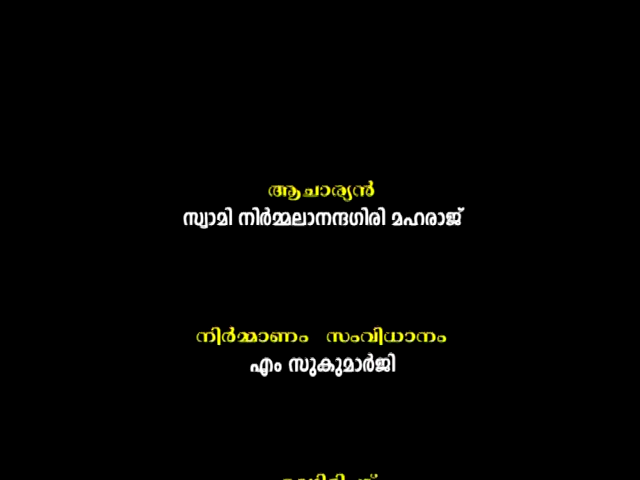 ആചാര്യൻ
സ്വാമി നിർമ്മലാനന്ദഗിരി മഹരാജ്
നിർമ്മാണം സംവിധാനം
എം സുകുമാർജി